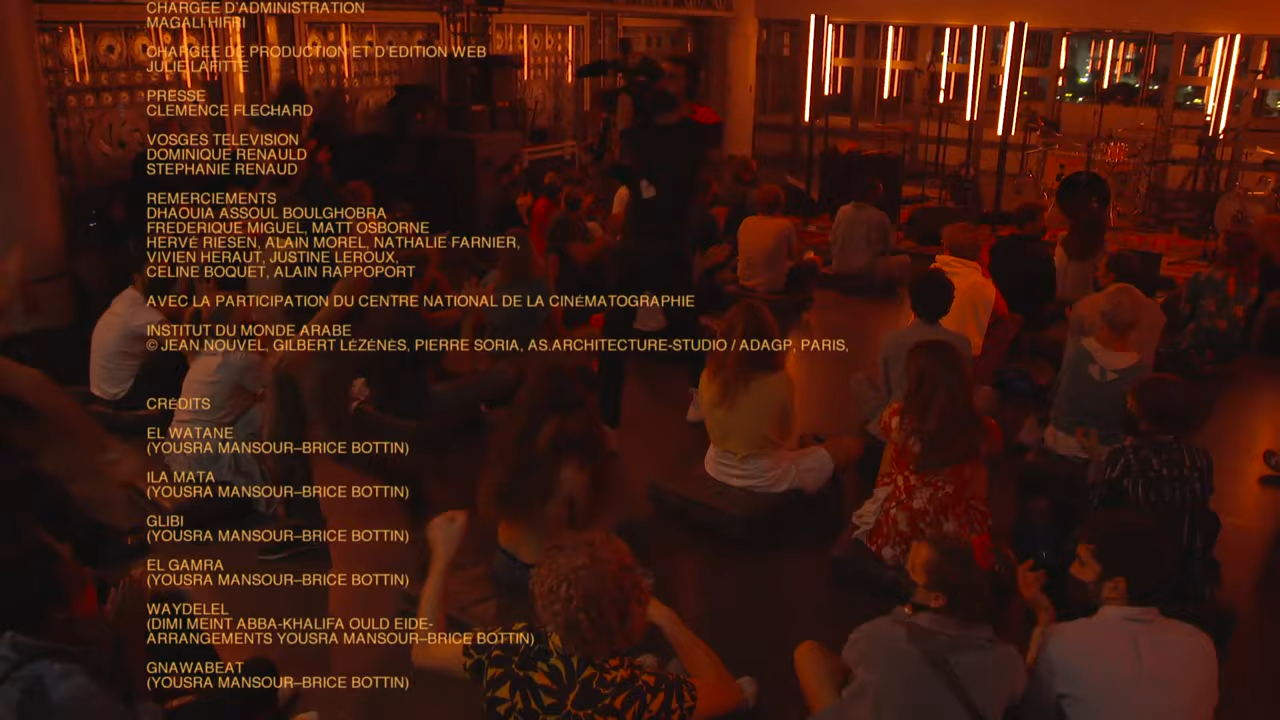 CHARGEE D'ADMINISTRATION
MAGALI HIFRI
CHARGEE DE PRODUCTION ET D'EDITION WEB
JULIE LAFITTE
PRESSE
CLEMENCE FLECHARD
VOSGES TELEVISION
DOMINIQUE RENAULD
STEPHANIE RENAUD
REMERCIEMENTS
DHAOUIA ASSOUL BOULGHOBRA
FREDERIQUE MIGUEL, MATT OSBORNE
HERVÉ RIESEN, ALAIN MOREL, NATHALIE FARNIER,
VIVIEN HERAUT, JUSTINE LEROUX,
CELINE BOQUET, ALAIN RAPPOPORT
AVEC LA PARTICIPATION DU CENTRE NATIONAL DE LA CINÉMATOGRAPHIE
INSTITUT DU MONDE ARABE
© JEAN NOUVEL, GILBERT LÉZÉNÈS, PIERRE SORIA, AS.ARCHITECTURE-STUDIO / ADAGP, PARIS,
CRÉDITS
EL WATANE
(YOUSRA MANSOUR–BRICE BOTTIN)
ILA MATA
(YOUSRA MANSOUR–BRICE BOTTIN)
GLIBI
(YOUSRA MANSOUR–BRICE BOTTIN)
EL GAMRA
(YOUSRA MANSOUR–BRICE BOTTIN)
WAYDELEL
(DIMI MEINT ABBA-KHALIFA OULD EIDE-
ARRANGEMENTS YOUSRA MANSOUR–BRICE BOTTIN)
GNAWABEAT
(YOUSRA MANSOUR–BRICE BOTTIN)